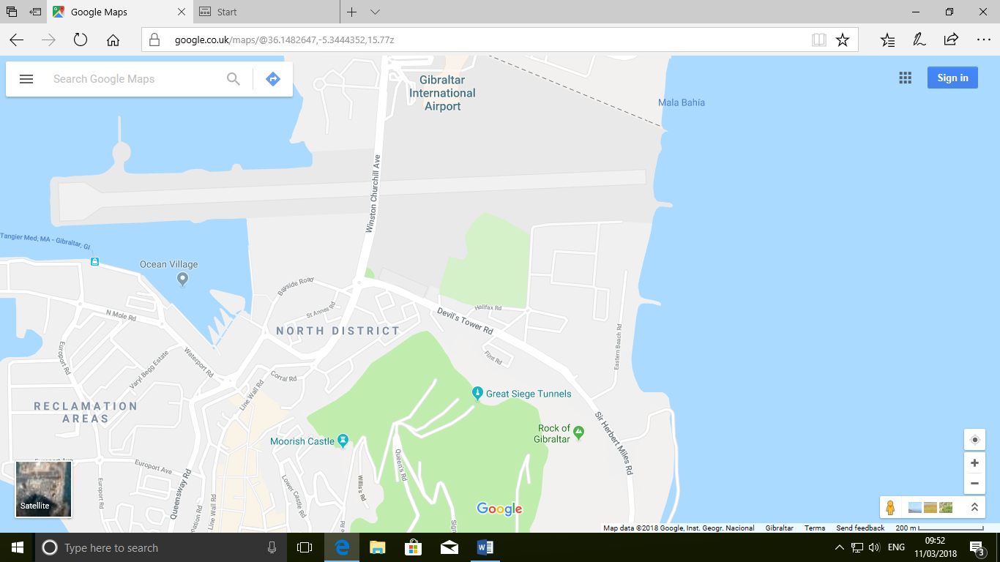 Google Maps
Start
google.co.uk/maps/@36.1482647,-5.3444352,15.77z
Search Google Maps
Sign in
Gibraltar
International
Airport
Mala Bahía
Winston Churchill Ave
Tangier Med, MA - Gibraltar, GI
Ocean Village
Bayside Road
St Annes Rd
Halfax Rd
Devil's Tower Rd
N Mole Rd
NORTH DISTRICT
Europort Rd
Waterport Rd
Varyl Begg Estate
Flint Rd
Eastern Beach Rd
Corral Rd
Line Wall Rd
Great Siege Tunnels
RECLAMATION
AREAS
Sir Herbert Miles Rd
Rock of
Gibraltar
Moorish Castle
Queen's Rd
Europort Ave
Europort Ave
Europort Rd
Queensway Rd
Willis's Rd
Lower Castle Rd
Line Wall Rd
Satellite
Google
Map data ©2018 Google, Inst. Geogr. Nacional
Gibraltar
Terms
Send feedback
200 m
Type here to search
ENG
09:52
11/03/2018
3